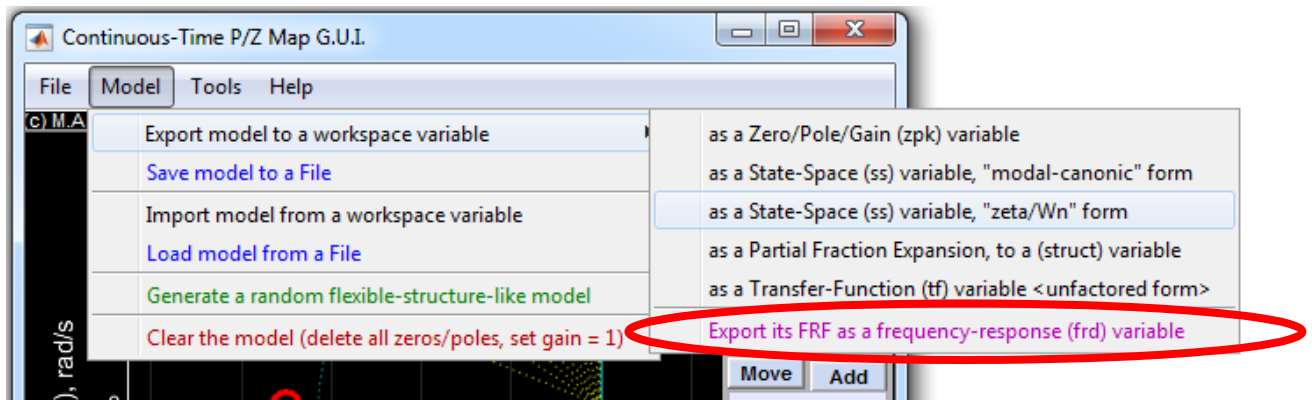 Continuous-Time P/Z Map G.U.I.
File Model Tools Help
(c) M.A
Export model to a workspace variable
Save model to a File
Import model from a workspace variable
Load model from a File
Generate a random flexible-structure-like model
Clear the model (delete all zeros/poles, set gain = 1)
as a Zero/Pole/Gain (zpk) variable
as a State-Space (ss) variable, "modal-canonic" form
as a State-Space (ss) variable, "zeta/Wn" form
as a Partial Fraction Expansion, to a (struct) variable
as a Transfer-Function (tf) variable <unfactored form>
Export its FRF as a frequency-response (frd) variable
), rad/s
Move Add